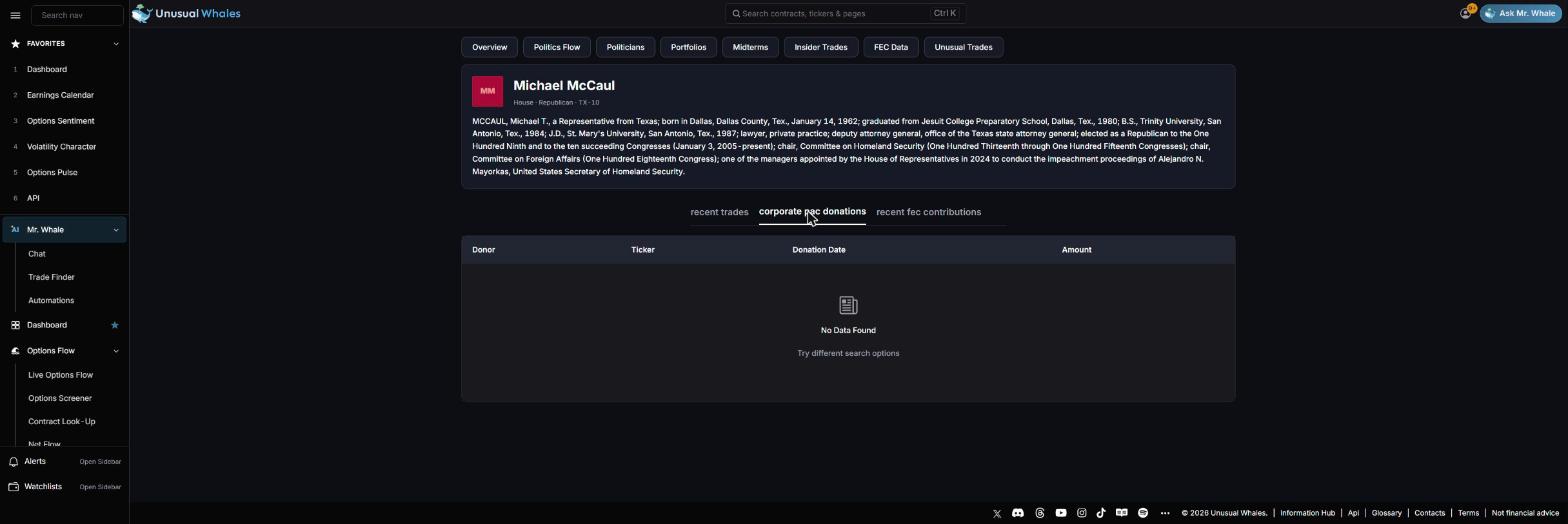 Search nav
Unusual Whales
Search contracts, tickers & pages
Ctrl K
9+
Ask Mr. Whale
FAVORITES
1 Dashboard
2 Earnings Calendar
3 Options Sentiment
4 Volatility Character
5 Options Pulse
6 API
AI Mr. Whale
Chat
Trade Finder
Automations
Dashboard
Options Flow
Live Options Flow
Options Screener
Contract Look-Up
Net Flow
Alerts Open Sidebar
Watchlists Open Sidebar
Overview Politics Flow Politicians Portfolios Midterms Insider Trades FEC Data Unusual Trades
MM
Michael McCaul
House · Republican · TX-10
MCCAUL, Michael T., a Representative from Texas; born in Dallas, Dallas County, Tex., January 14, 1962; graduated from Jesuit College Preparatory School, Dallas, Tex., 1980; B.S., Trinity University, San
Antonio, Tex., 1984; J.D., St. Mary's University, San Antonio, Tex., 1987; lawyer, private practice; deputy attorney general, office of the Texas state attorney general; elected as a Republican to the One
Hundred Ninth and to the ten succeeding Congresses (January 3, 2005-present); chair, Committee on Homeland Security (One Hundred Thirteenth through One Hundred Fifteenth Congresses); chair,
Committee on Foreign Affairs (One Hundred Eighteenth Congress); one of the managers appointed by the House of Representatives in 2024 to conduct the impeachment proceedings of Alejandro N.
Mayorkas, United States Secretary of Homeland Security.
recent trades corporate pac donations recent fec contributions
Donor Ticker Donation Date Amount
No Data Found
Try different search options
© 2026 Unusual Whales. | Information Hub | Api | Glossary | Contacts | Terms | Not financial advice